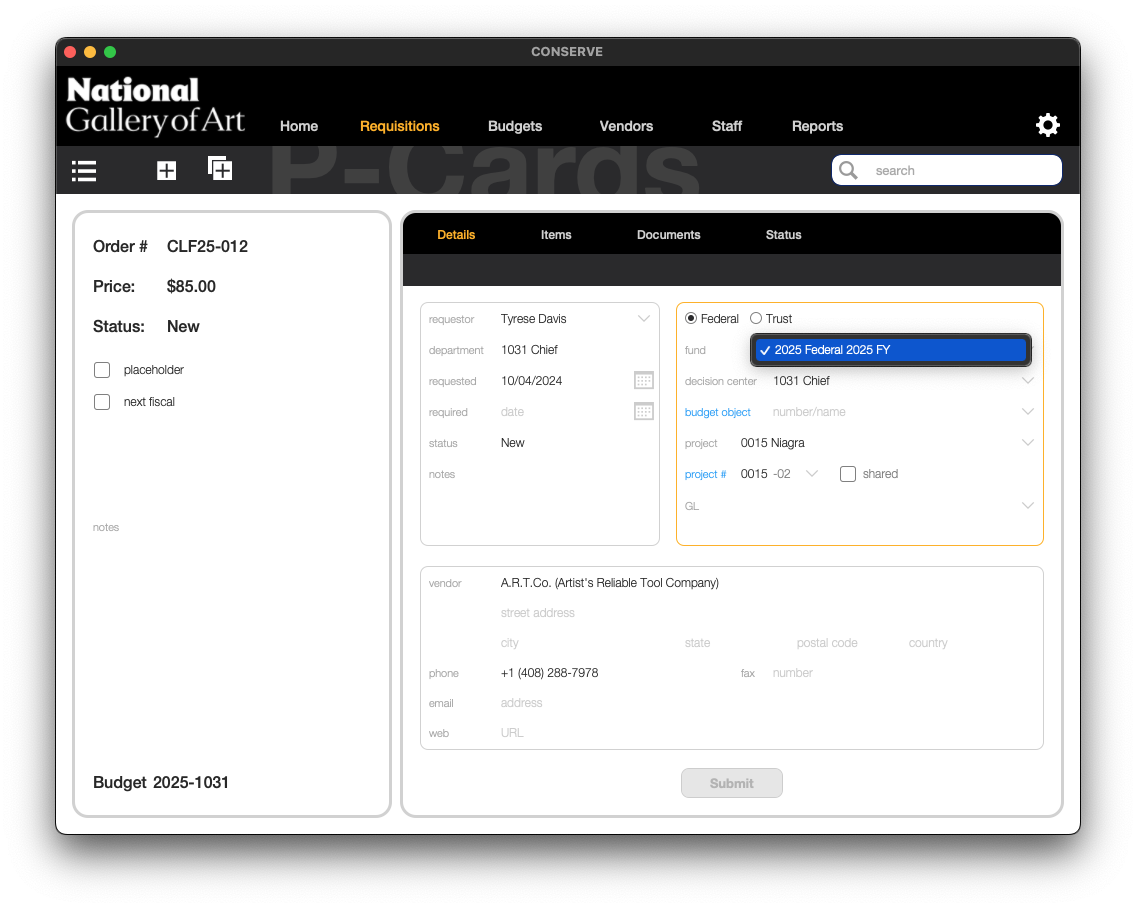 CONSERVE
National
Gallery of Art
Home Requisitions Budgets Vendors Staff Reports
P-Cards
search
Order # CLF25-012
Price: $85.00
Status: New
placeholder
next fiscal
notes
Budget 2025-1031
Details Items Documents Status
requestor Tyrese Davis
department 1031 Chief
requested 10/04/2024
required date
status New
notes
Federal Trust
fund 2025 Federal 2025 FY
decision center 1031 Chief
budget object number/name
project 0015 Niagra
project # 0015 -02 shared
GL
vendor A.R.T.Co. (Artist's Reliable Tool Company)
street address
city state postal code country
phone +1 (408) 288-7978 fax number
email address
web URL
Submit